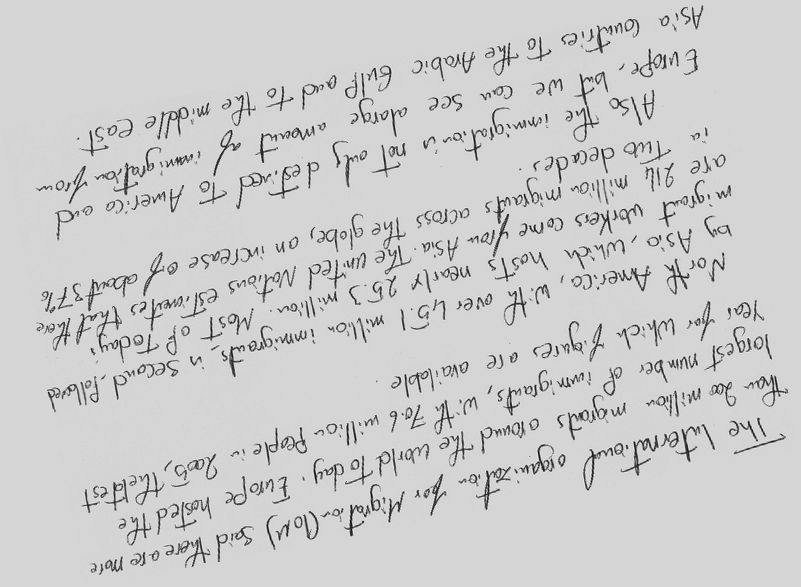 The International organization for Migration (IOM) said there are more
than 200 million migrants around the world today. Europe hosted the
largest number of immigrants, with 70.6 million People in 2005, the latest
Year for which figures are available.
North America, with over 45.1 million immigrants, is second, followed
by Asia, which hosts nearly 25.3 million. Most of Today's
migrant workers come from Asia. The united Nations estimates that there
are 214 million migrants across the globe, an increase of about 37%
in Two decades.
Also the immigration is not only destined To America and
Europe, but we can see alarge amount of immigration from
Asia Countries To the Arabic Gulf and to the middle east.